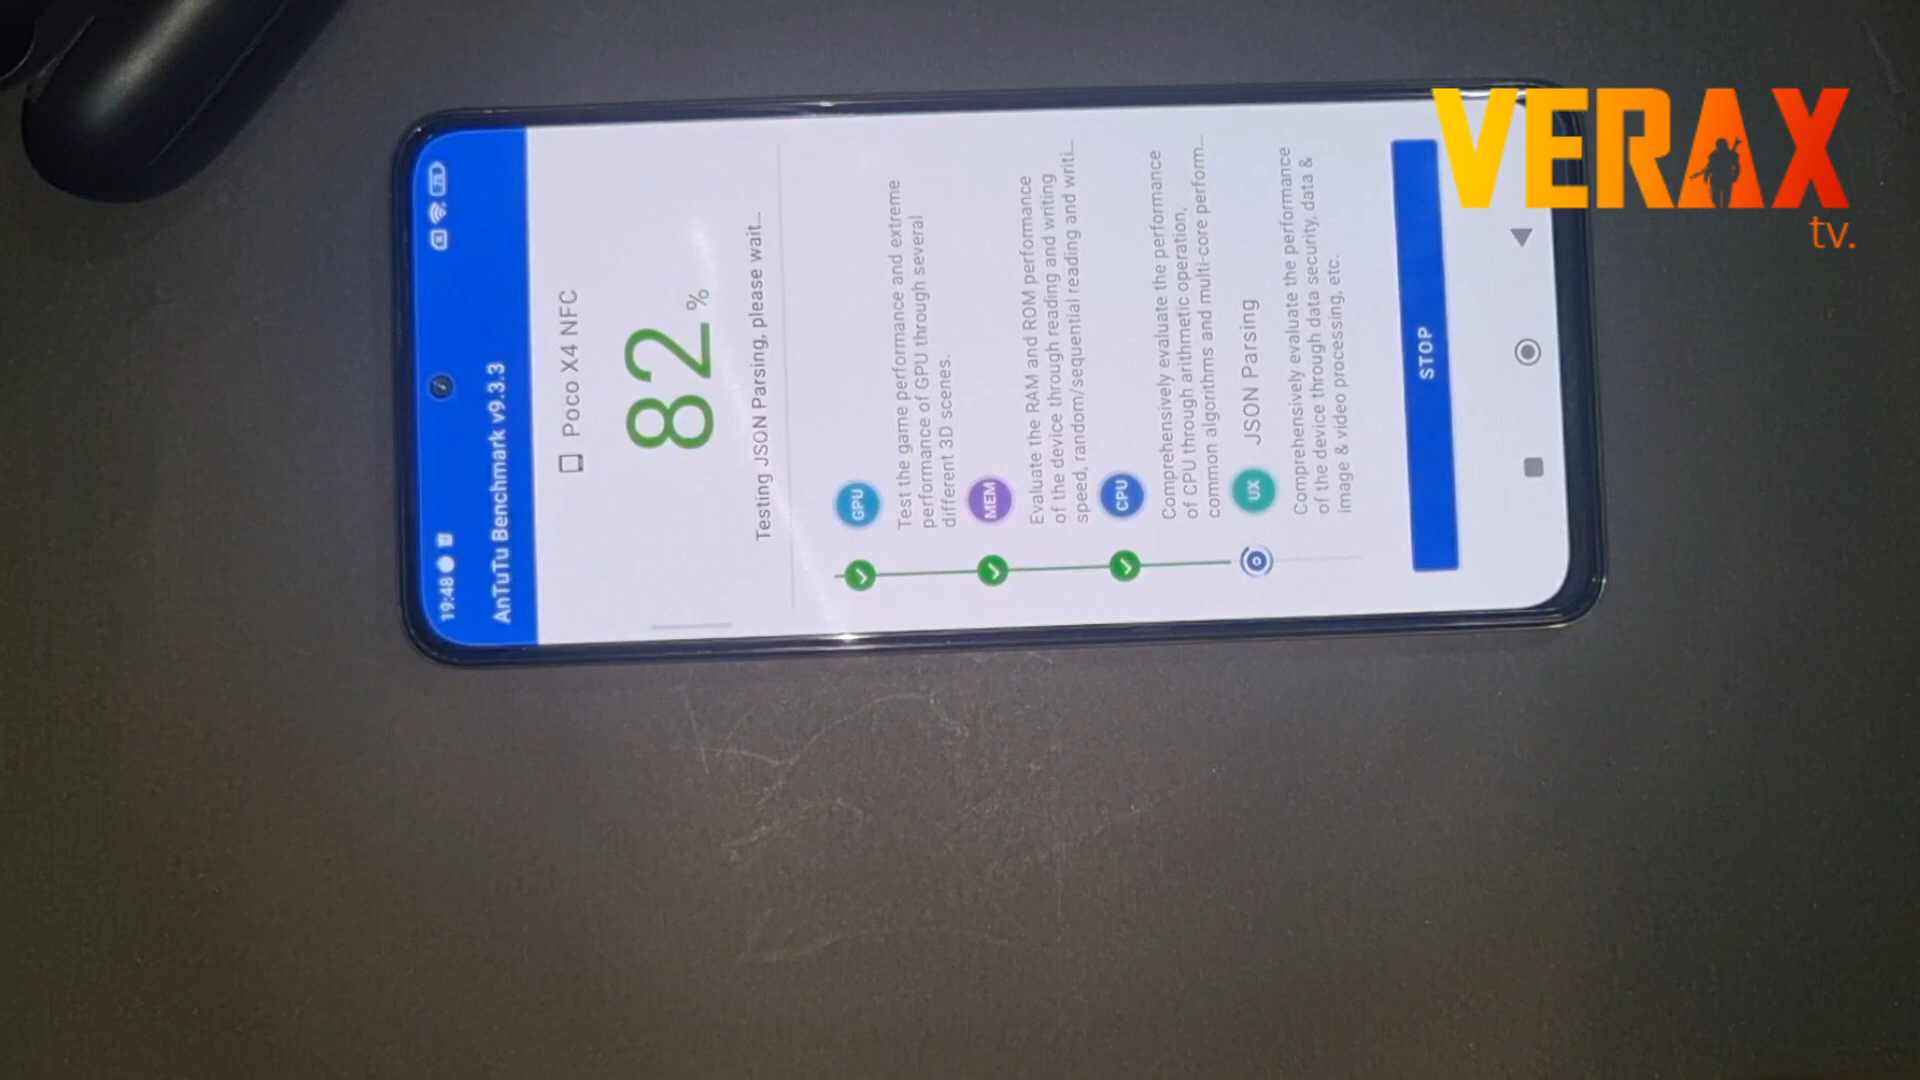 19:48
73
AnTuTu Benchmark v9.3.3
Poco X4 NFC
82 %
Testing JSON Parsing, please wait...
GPU
Test the game performance and extreme
performance of GPU through several
different 3D scenes.
MEM
Evaluate the RAM and ROM performance
of the device through reading and writing
speed, random/sequential reading and writi...
CPU
Comprehensively evaluate the performance
of CPU through arithmetic operation,
common algorithms and multi-core perform...
UX JSON Parsing
Comprehensively evaluate the performance
of the device through data security, data &
image & video processing, etc.
STOP
VERAX
tv.